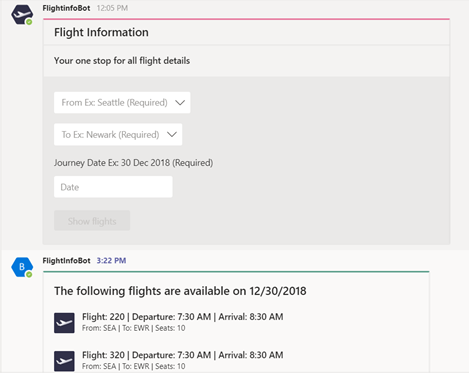 FlightinfoBot 12:05 PM
Flight Information
Your one stop for all flight details
From Ex: Seattle (Required)
To Ex: Newark (Required)
Journey Date Ex: 30 Dec 2018 (Required)
Date
Show flights
B
FlightInfoBot 3:22 PM
The following flights are available on 12/30/2018
Flight: 220 | Departure: 7:30 AM | Arrival: 8:30 AM
From: SEA | To: EWR | Seats: 10
Flight: 320 | Departure: 7:30 AM | Arrival: 8:30 AM
From: SEA | To: EWR | Seats: 10